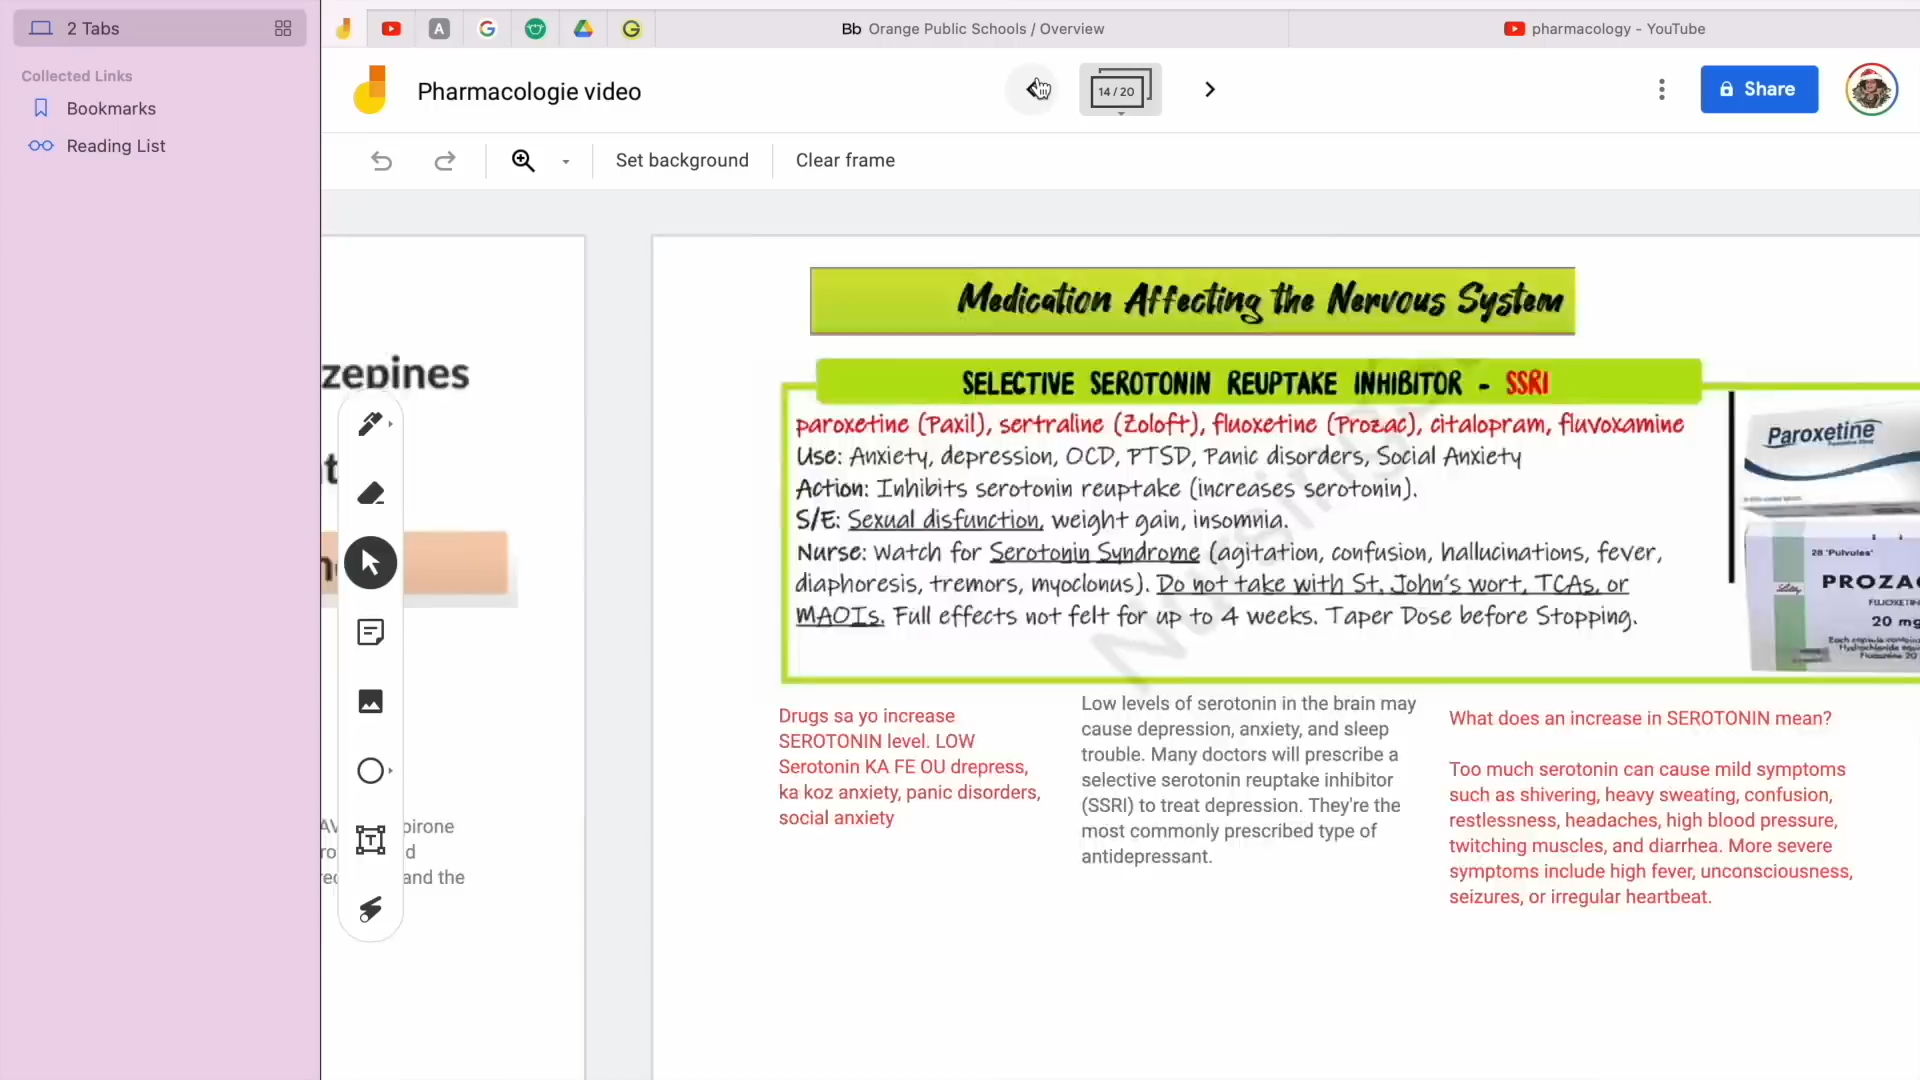 2 Tabs
Collected Links
Bookmarks
Reading List
Bb Orange Public Schools / Overview
pharmacology - YouTube
Pharmacologie video
14 / 20
Share
Set background
Clear frame
zepines
Medication Affecting the Nervous System
SELECTIVE SEROTONIN REUPTAKE INHIBITOR - SSRI
paroxetine (Paxil), sertraline (Zoloft), fluoxetine (Prozac), citalopram, fluvoxamine
Use: Anxiety, depression, OCD, PTSD, Panic disorders, Social Anxiety
Action: Inhibits serotonin reuptake (increases serotonin).
S/E: Sexual disfunction, weight gain, insomnia.
Nurse: Watch for Serotonin Syndrome (agitation, confusion, hallucinations, fever,
diaphoresis, tremors, myoclonus). Do not take with St. John's wort, TCAs, or
MAOIs. Full effects not felt for up to 4 weeks. Taper Dose before Stopping.
Paroxetine
28 'Pulvules'
PROZAC
20 mg
Drugs sa yo increase
SEROTONIN level. LOW
Serotonin KA FE OU drepress,
ka koz anxiety, panic disorders,
social anxiety
Low levels of serotonin in the brain may
cause depression, anxiety, and sleep
trouble. Many doctors will prescribe a
selective serotonin reuptake inhibitor
(SSRI) to treat depression. They're the
most commonly prescribed type of
antidepressant.
What does an increase in SEROTONIN mean?
Too much serotonin can cause mild symptoms
such as shivering, heavy sweating, confusion,
restlessness, headaches, high blood pressure,
twitching muscles, and diarrhea. More severe
symptoms include high fever, unconsciousness,
seizures, or irregular heartbeat.
AV pirone
d
and the